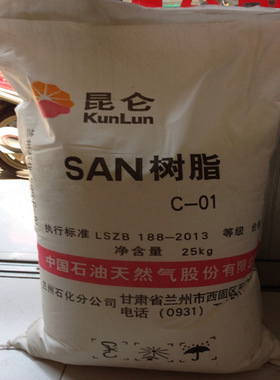 昆仑
KunLun
SAN树脂
C-01
执行标准 LSZB 188-2013 等级
净含量 25kg
中国石油天然气股份有限
兰州石化分公司 甘肃省兰州市西固区
电话 (0931)